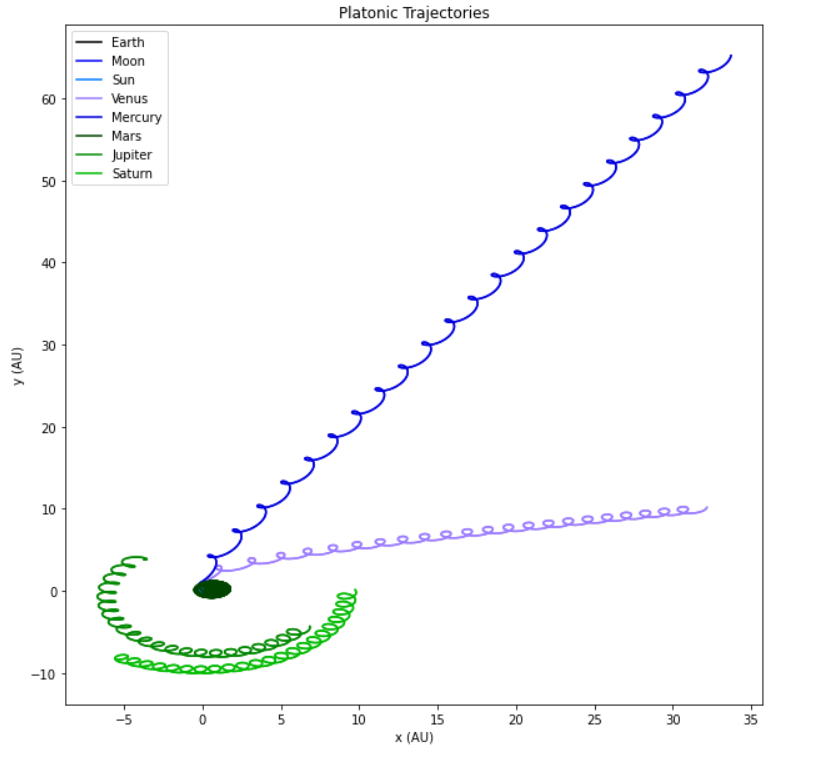 Platonic Trajectories
Earth
Moon
Sun
Venus
Mercury
Mars
Jupiter
Saturn
60
50
40
30
20
10
0
−10
y (AU)
−5
0
5
10
15
20
25
30
35
x (AU)